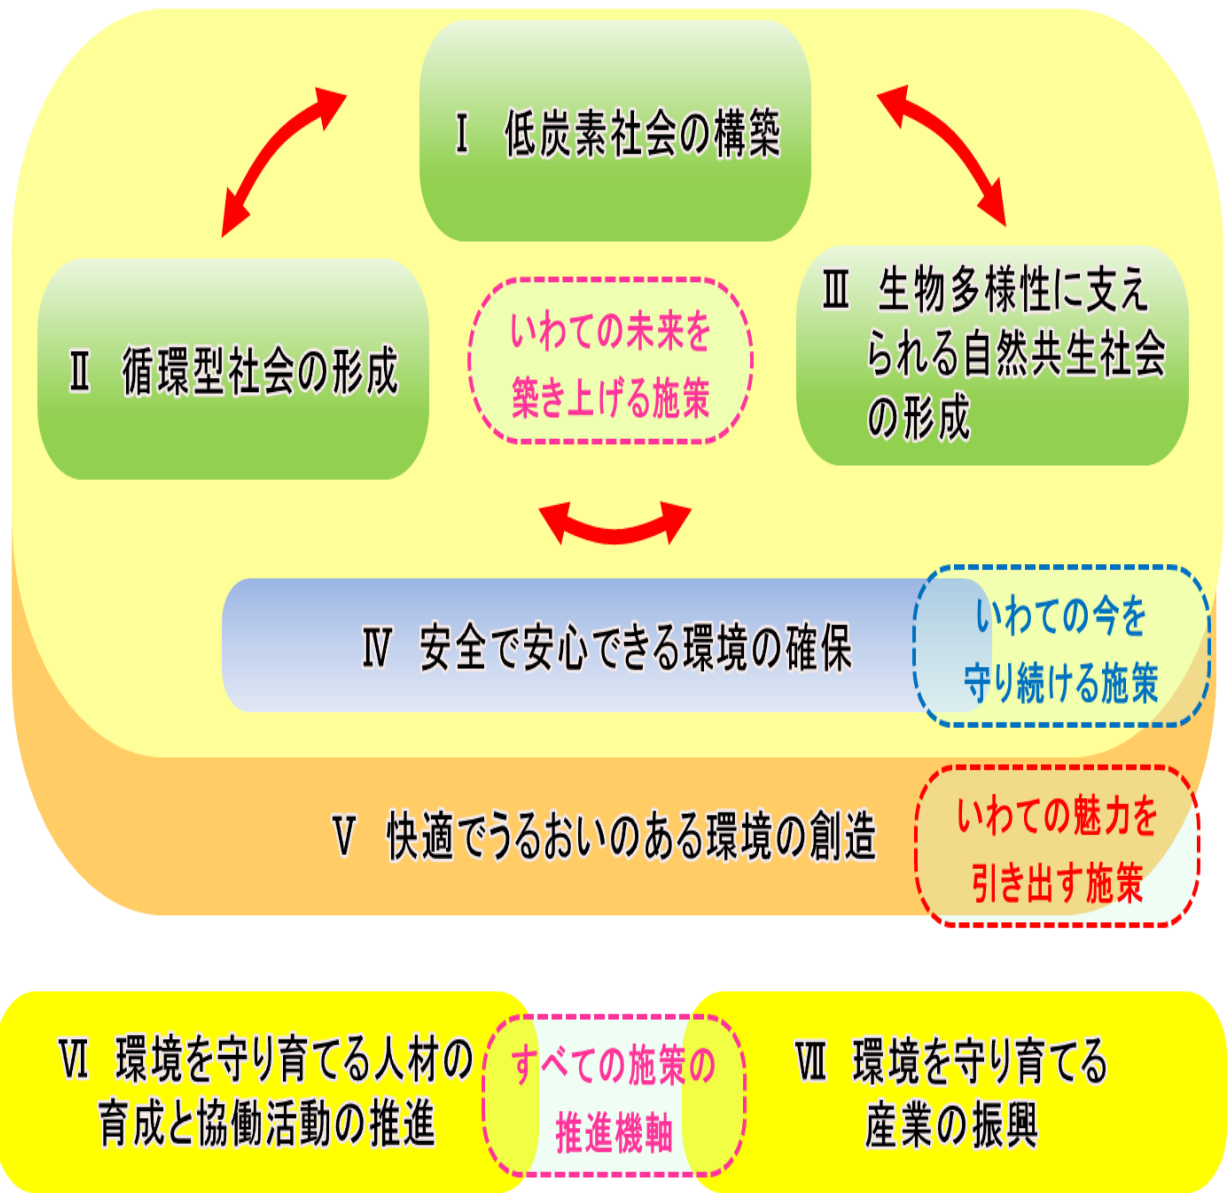 Ⅰ 低炭素社会の構築
Ⅱ 循環型社会の形成
Ⅲ 生物多様性に支え
られる自然共生社会
の形成
いわての未来を
築き上げる施策
Ⅳ 安全で安心できる環境の確保
いわての今を
守り続ける施策
Ⅴ 快適でうるおいのある環境の創造
いわての魅力を
引き出す施策
Ⅵ 環境を守り育てる人材の
育成と協働活動の推進
すべての施策の
推進機軸
Ⅶ 環境を守り育てる
産業の振興